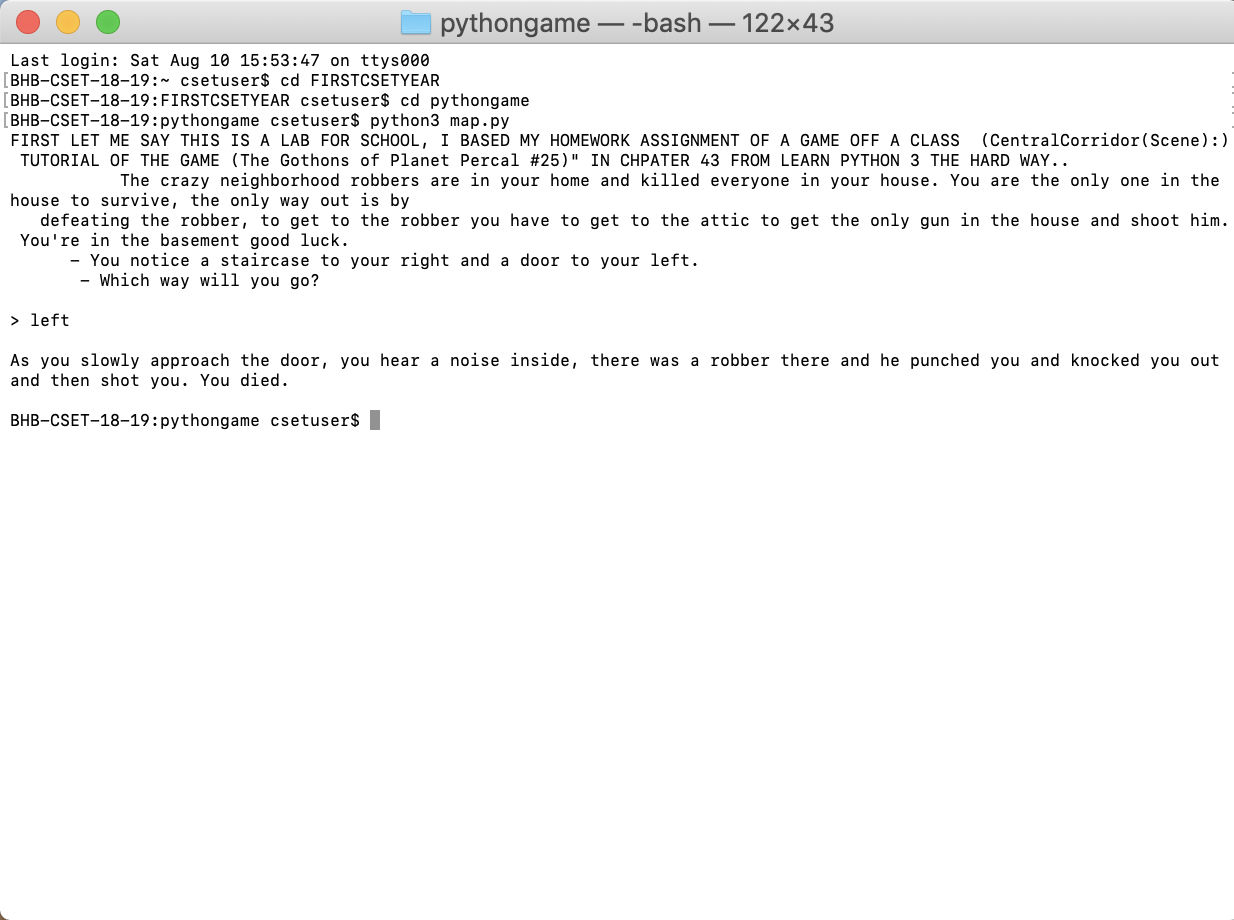 pythongame — -bash — 122×43
Last login: Sat Aug 10 15:53:47 on ttys000
[BHB-CSET-18-19:~ csetuser$ cd FIRSTCSETYEAR
[BHB-CSET-18-19:FIRSTCSETYEAR csetuser$ cd pythongame
[BHB-CSET-18-19:pythongame csetuser$ python3 map.py
FIRST LET ME SAY THIS IS A LAB FOR SCHOOL, I BASED MY HOMEWORK ASSIGNMENT OF A GAME OFF A CLASS  (CentralCorridor(Scene):)
 TUTORIAL OF THE GAME (The Gothons of Planet Percal #25)" IN CHPATER 43 FROM LEARN PYTHON 3 THE HARD WAY..
           The crazy neighborhood robbers are in your home and killed everyone in your house. You are the only one in the
house to survive, the only way out is by
   defeating the robber, to get to the robber you have to get to the attic to get the only gun in the house and shoot him.
 You're in the basement good luck.
      - You notice a staircase to your right and a door to your left.
       - Which way will you go?
> left
As you slowly approach the door, you hear a noise inside, there was a robber there and he punched you and knocked you out
and then shot you. You died.
BHB-CSET-18-19:pythongame csetuser$